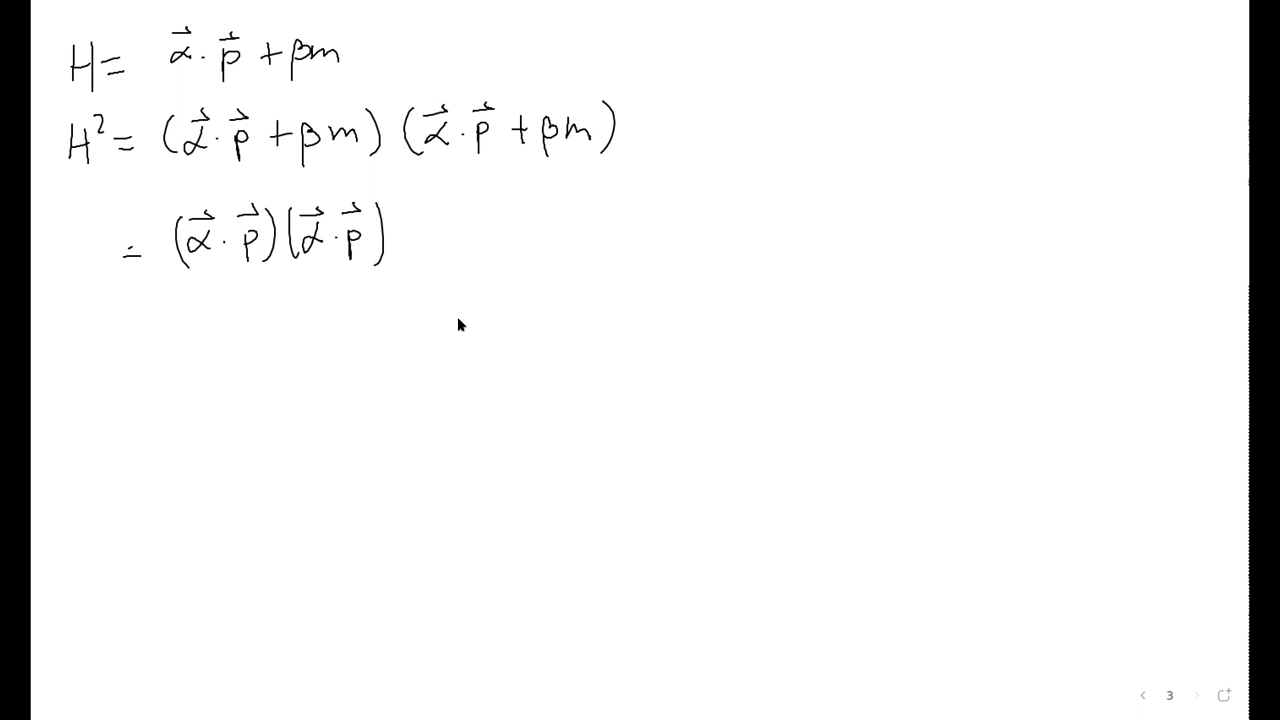 H = α⃗ · p⃗ + βm
H² = (α⃗ · p⃗ + βm) (α⃗ · p⃗ + βm)
= (α⃗ · p⃗)(α⃗ · p⃗)
< 3 >